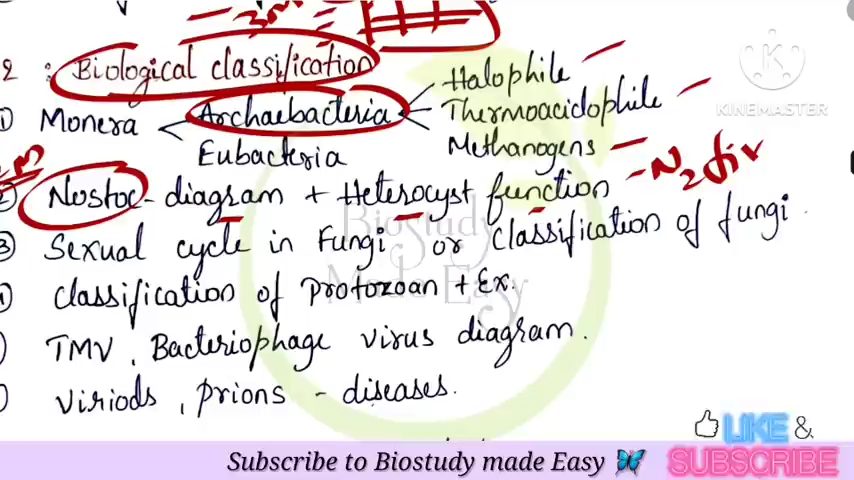 3m
2 : Biological classification
① Monera < Archaebacteria < Halophile
Thermoacidophile
Methanogens
Eubacteria
② Nostoc - diagram + Heterocyst function - N2 fix
③ Sexual cycle in Fungi or Classification of fungi.
Classification of Protozoan + Ex.
TMV, Bacteriophage virus diagram.
Viriods, Prions - diseases.
Biostudy
Made Easy
KINEMASTER
LIKE &
SUBSCRIBE
Subscribe to Biostudy made Easy 🦋